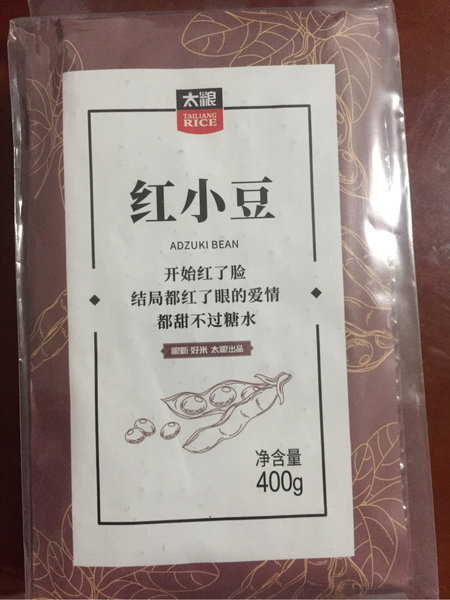 太粮
TAILIANG
RICE
红小豆
ADZUKI BEAN
开始红了脸
结局都红了眼的爱情
都甜不过糖水
粮新·好米 太粮出品
净含量
400g